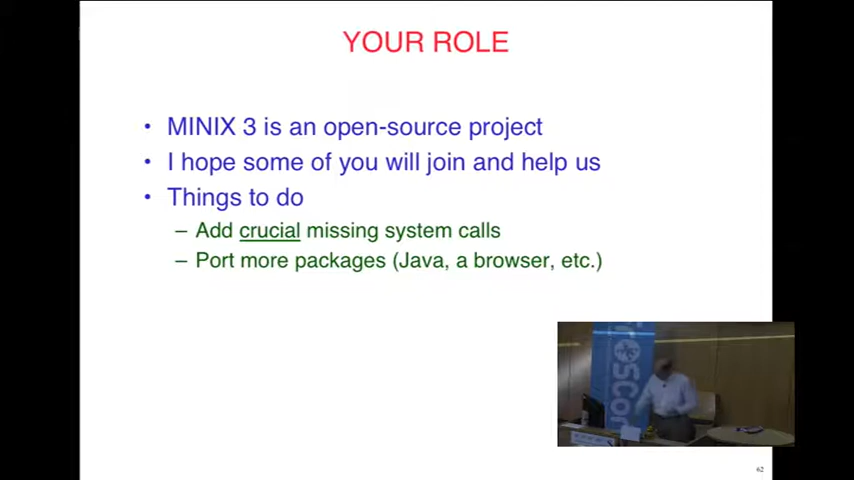 YOUR ROLE
• MINIX 3 is an open-source project
• I hope some of you will join and help us
• Things to do
– Add crucial missing system calls
– Port more packages (Java, a browser, etc.)
62